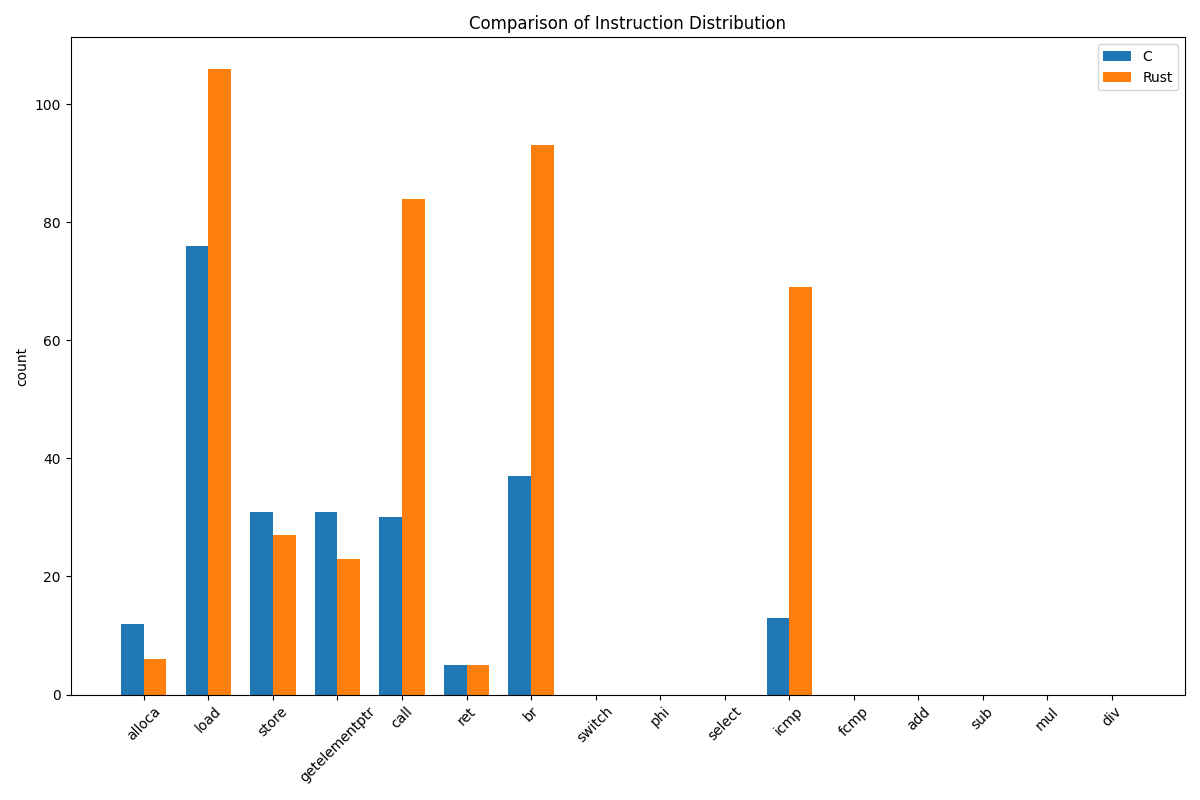 Comparison of Instruction Distribution
C
Rust
count
100
80
60
40
20
0
alloca
load
store
getelementptr
call
ret
br
switch
phi
select
icmp
fcmp
add
sub
mul
div